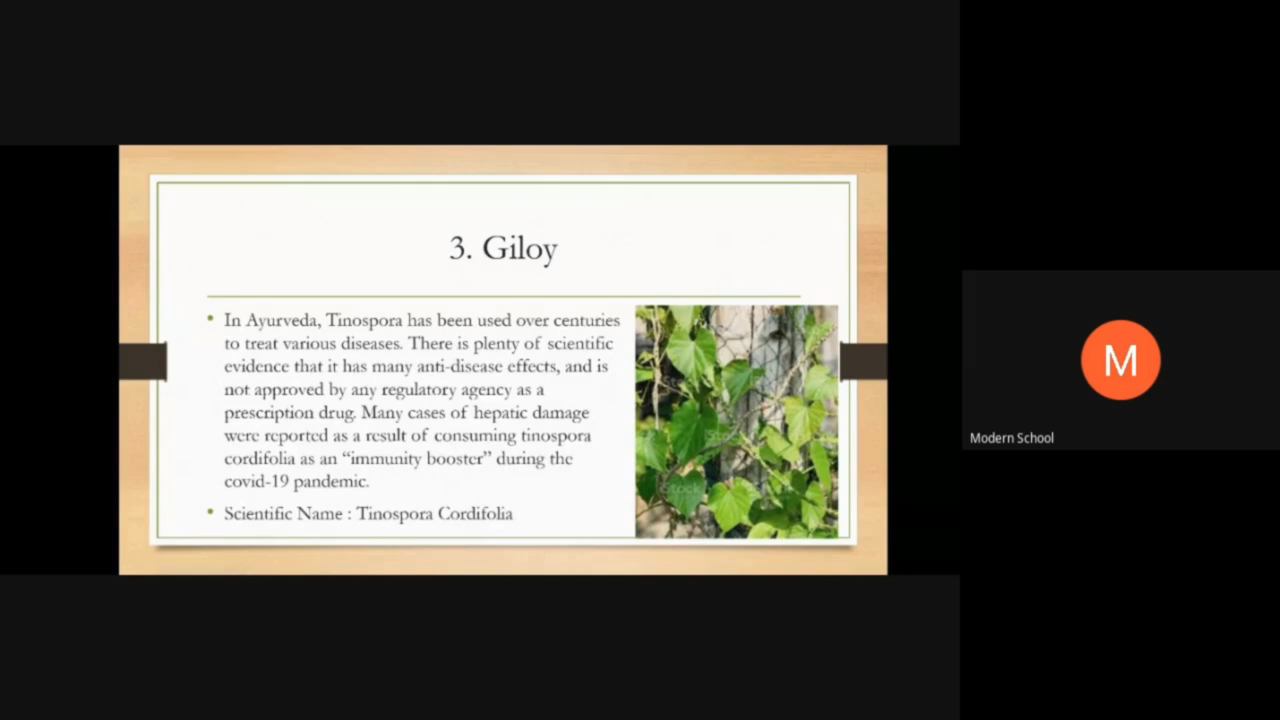 3. Giloy
In Ayurveda, Tinospora has been used over centuries
to treat various diseases. There is plenty of scientific
evidence that it has many anti-disease effects, and is
not approved by any regulatory agency as a
prescription drug. Many cases of hepatic damage
were reported as a result of consuming tinospora
cordifolia as an “immunity booster” during the
covid-19 pandemic.
Scientific Name : Tinospora Cordifolia
iStock
M
Modern School